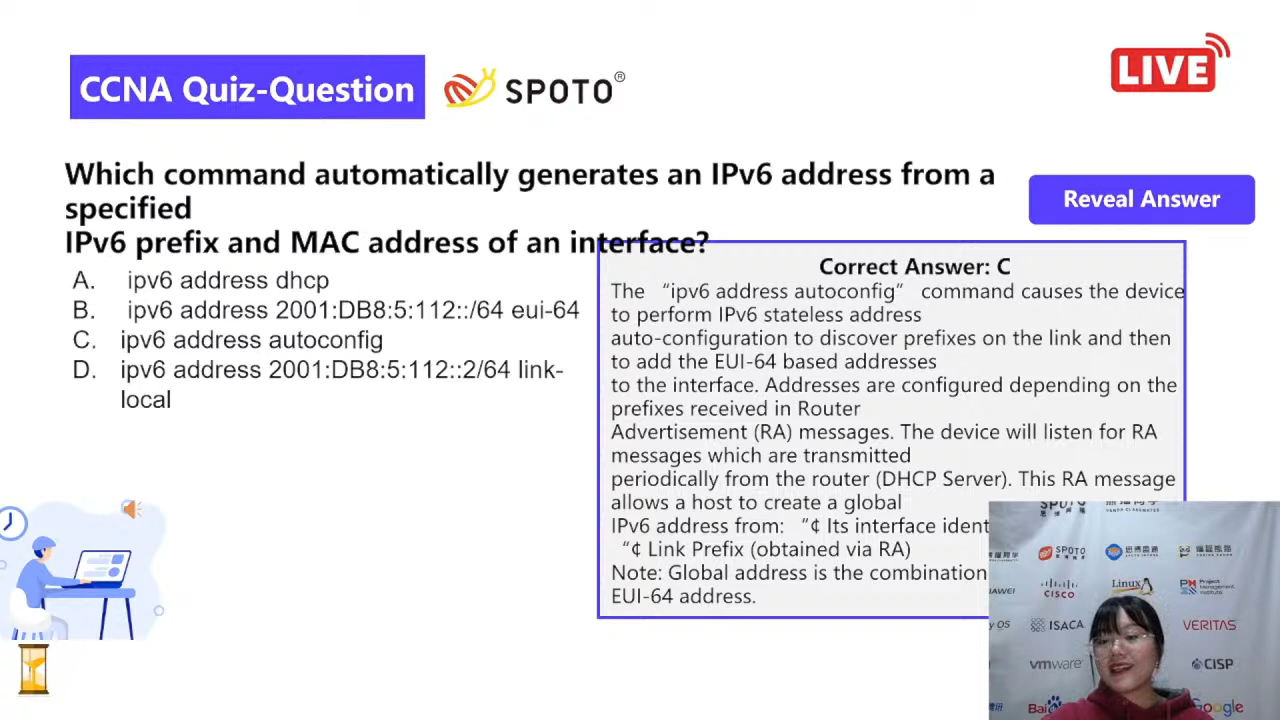 CCNA Quiz-Question
SPOTO®
LIVE
Which command automatically generates an IPv6 address from a
specified
IPv6 prefix and MAC address of an interface?
Reveal Answer
A. ipv6 address dhcp
B. ipv6 address 2001:DB8:5:112::/64 eui-64
C. ipv6 address autoconfig
D. ipv6 address 2001:DB8:5:112::2/64 link-
local
Correct Answer: C
The “ipv6 address autoconfig” command causes the device
to perform IPv6 stateless address
auto-configuration to discover prefixes on the link and then
to add the EUI-64 based addresses
to the interface. Addresses are configured depending on the
prefixes received in Router
Advertisement (RA) messages. The device will listen for RA
messages which are transmitted
periodically from the router (DHCP Server). This RA message
allows a host to create a global
IPv6 address from: “¢ Its interface ident
“¢ Link Prefix (obtained via RA)
Note: Global address is the combination
EUI-64 address.
SPOTO
SPOTO
CISCO
Linux
Project
Management
Institute
ISACA
VERITAS
vmware
CISP
Bai
Google